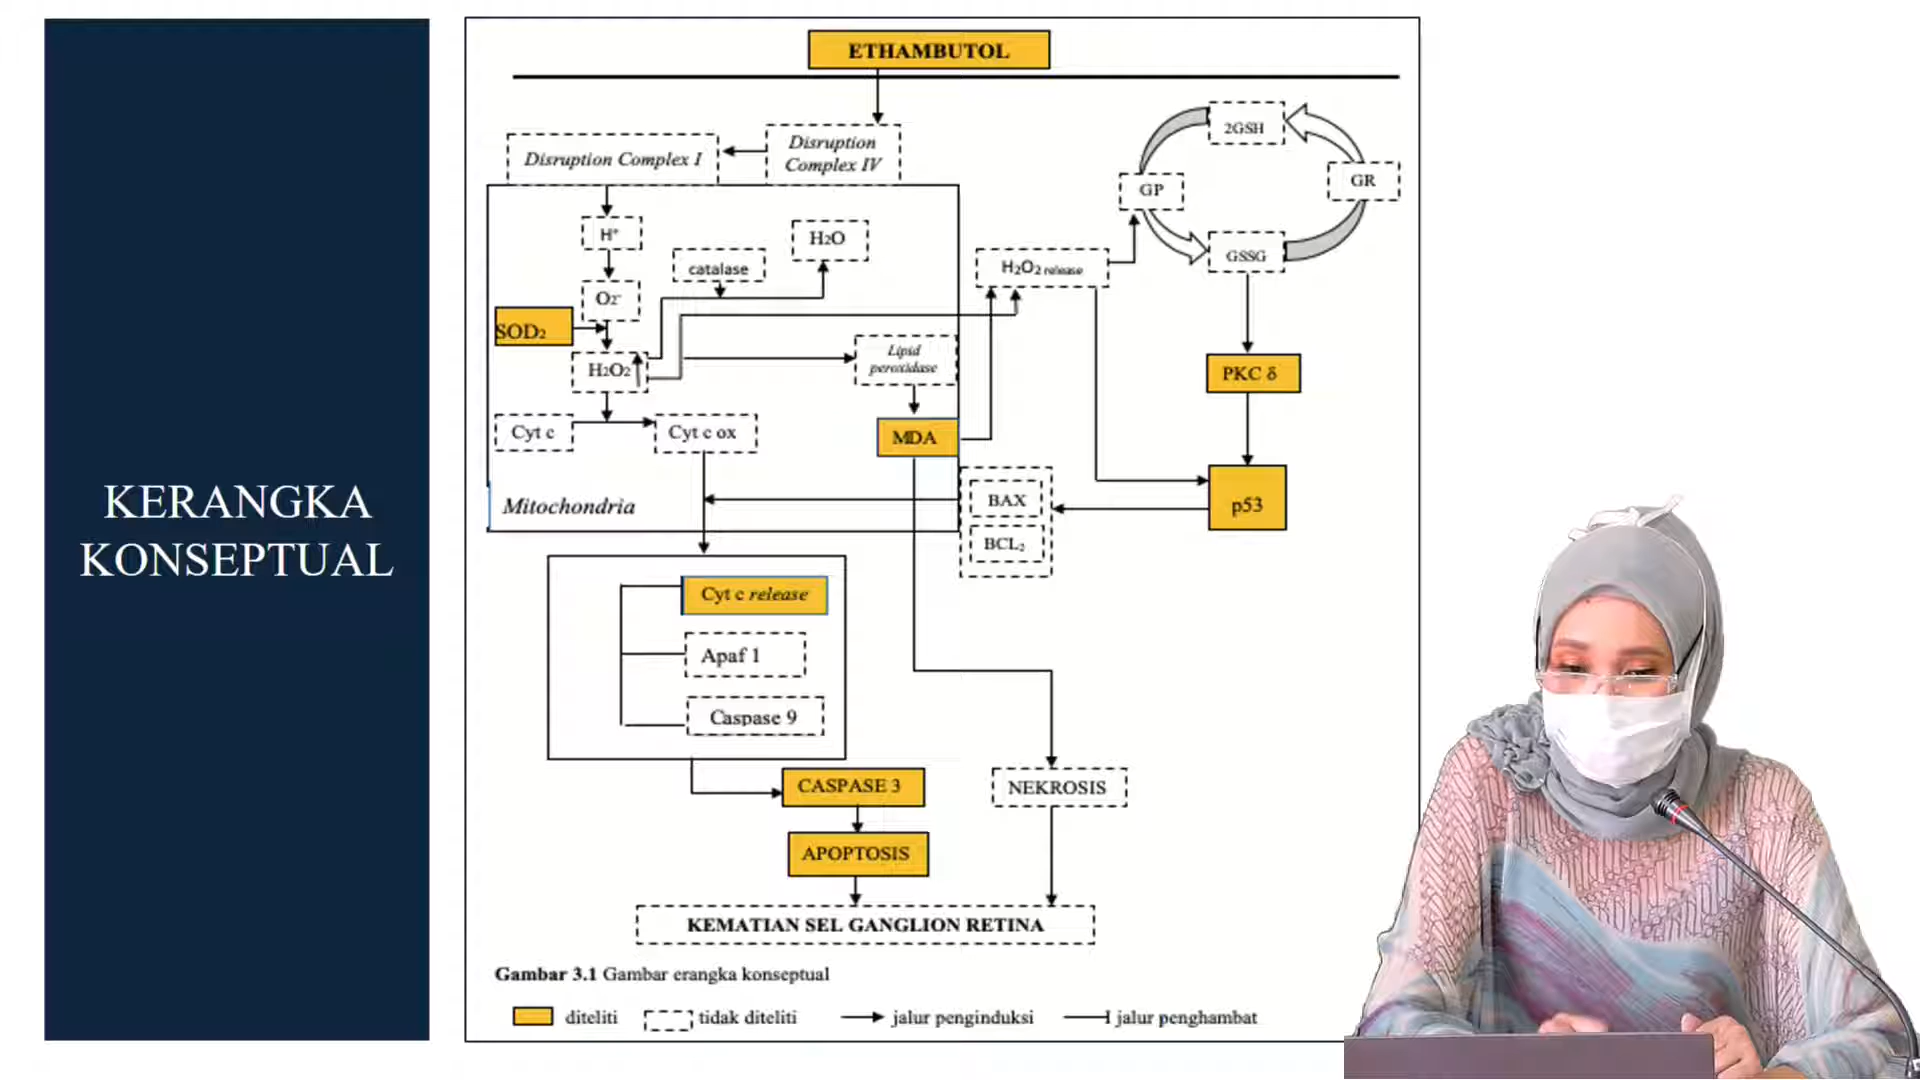 KERANGKA
KONSEPTUAL
ETHAMBUTOL
Disruption Complex I
Disruption
Complex IV
2GSH
GP
GR
GSSG
H⁺
H₂O
catalase
H₂O₂ release
O₂⁻
SOD₂
H₂O₂
Lipid
peroxidase
PKC δ
Cyt c
Cyt c ox
MDA
Mitochondria
BAX
BCL₂
p53
Cyt c release
Apaf 1
Caspase 9
CASPASE 3
NEKROSIS
APOPTOSIS
KEMATIAN SEL GANGLION RETINA
Gambar 3.1 Gambar erangka konseptual
diteliti
tidak diteliti
jalur penginduksi
jalur penghambat